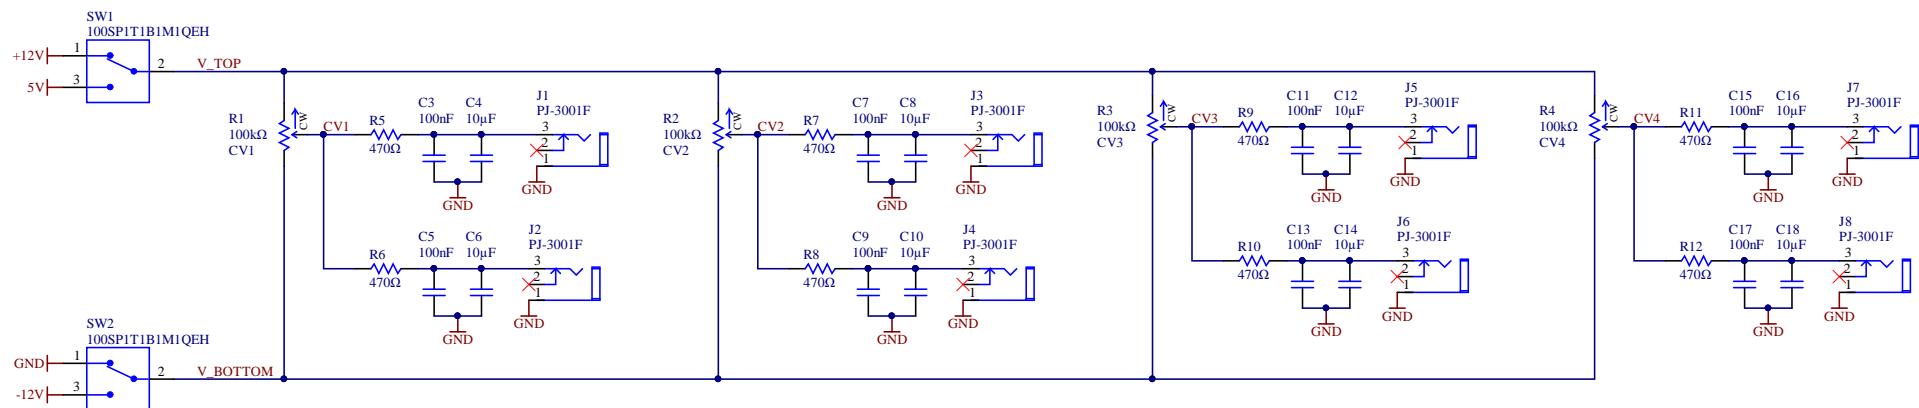 SW1
100SP1T1B1M1QEH
+12V
1
2
V_TOP
5V
3
R1
100kΩ
CV1
CW
CV1
R5
470Ω
C3
100nF
C4
10µF
J1
PJ-3001F
3
2
1
GND
GND
R6
470Ω
C5
100nF
C6
10µF
J2
PJ-3001F
3
2
1
GND
GND
R2
100kΩ
CV2
CW
CV2
R7
470Ω
C7
100nF
C8
10µF
J3
PJ-3001F
3
2
1
GND
GND
R8
470Ω
C9
100nF
C10
10µF
J4
PJ-3001F
3
2
1
GND
GND
R3
100kΩ
CV3
CW
CV3
R9
470Ω
C11
100nF
C12
10µF
J5
PJ-3001F
3
2
1
GND
GND
R10
470Ω
C13
100nF
C14
10µF
J6
PJ-3001F
3
2
1
GND
GND
R4
100kΩ
CV4
CW
CV4
R11
470Ω
C15
100nF
C16
10µF
J7
PJ-3001F
3
2
1
GND
GND
R12
470Ω
C17
100nF
C18
10µF
J8
PJ-3001F
3
2
1
GND
GND
SW2
100SP1T1B1M1QEH
GND
1
2
V_BOTTOM
-12V
3